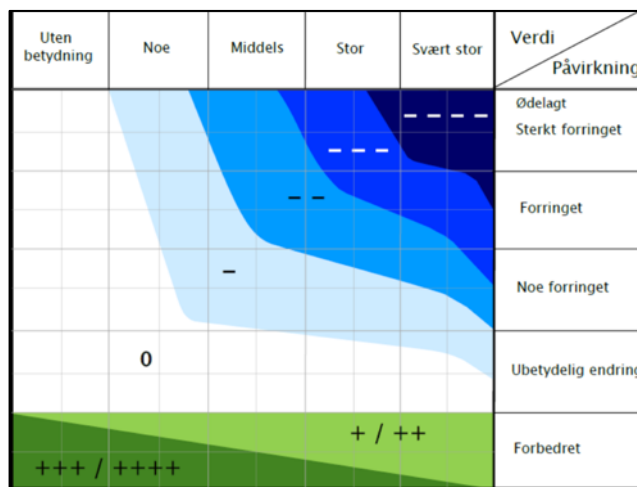 Uten
betydning
Noe
Middels
Stor
Svært stor
Verdi
Påvirkning
Ødelagt
Sterkt forringet
Forringet
Noe forringet
Ubetydelig endring
Forbedret
– – – –
– – –
– –
–
0
+ / ++
+++ / ++++